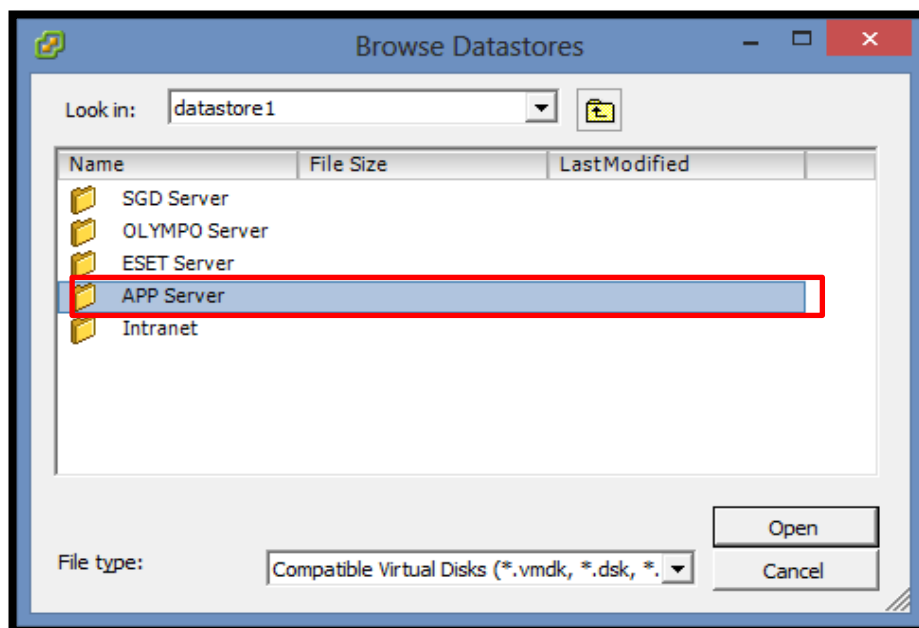 Browse Datastores
Look in: datastore1
Name File Size LastModified
SGD Server
OLYMPO Server
ESET Server
APP Server
Intranet
Open
File type: Compatible Virtual Disks (*.vmdk, *.dsk, *.
Cancel